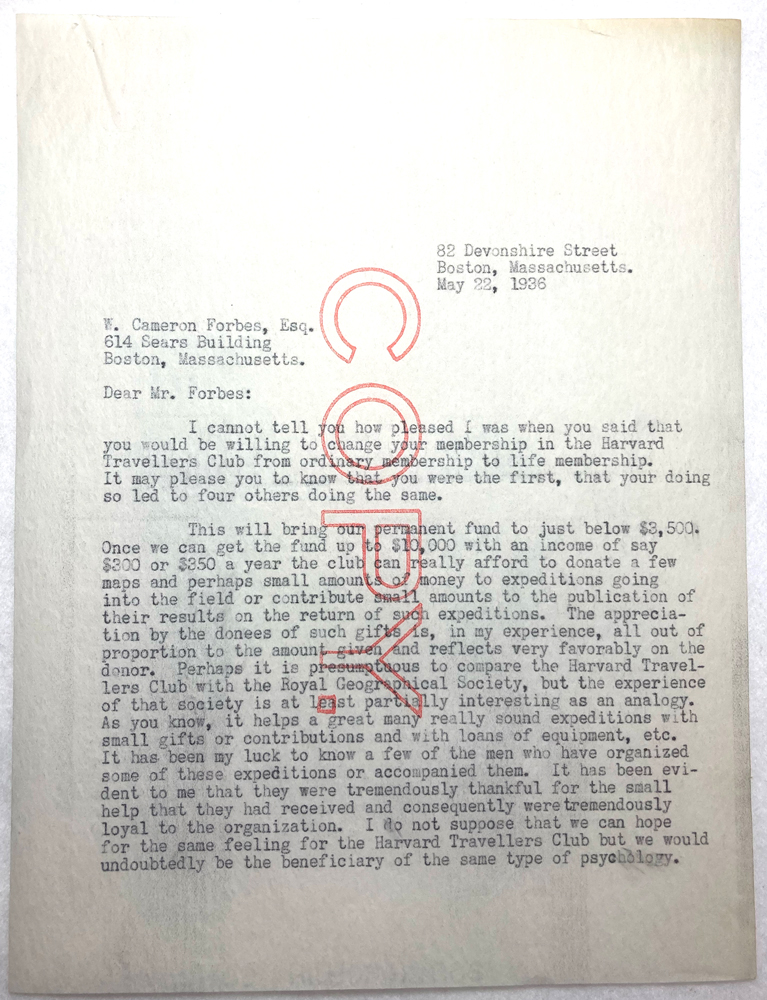 82 Devonshire Street
Boston, Massachusetts.
May 22, 1936
W. Cameron Forbes, Esq.
614 Sears Building
Boston, Massachusetts.
Dear Mr. Forbes:
I cannot tell you how pleased I was when you said that
you would be willing to change your membership in the Harvard
Travellers Club from ordinary membership to life membership.
It may please you to know that you were the first, that your doing
so led to four others doing the same.
This will bring our permanent fund to just below $3,500.
Once we can get the fund up to $10,000 with an income of say
$300 or $350 a year the club can really afford to donate a few
maps and perhaps small amounts of money to expeditions going
into the field or contribute small amounts to the publication of
their results on the return of such expeditions. The apprecia-
tion by the donees of such gifts is, in my experience, all out of
proportion to the amount given and reflects very favorably on the
donor. Perhaps it is presumptuous to compare the Harvard Travel-
lers Club with the Royal Geographical Society, but the experience
of that society is at least partially interesting as an analogy.
As you know, it helps a great many really sound expeditions with
small gifts or contributions and with loans of equipment, etc.
It has been my luck to know a few of the men who have organized
some of these expeditions or accompanied them. It has been evi-
dent to me that they were tremendously thankful for the small
help that they had received and consequently were tremendously
loyal to the organization. I do not suppose that we can hope
for the same feeling for the Harvard Travellers Club but we would
undoubtedly be the beneficiary of the same type of psychology.
COPY.